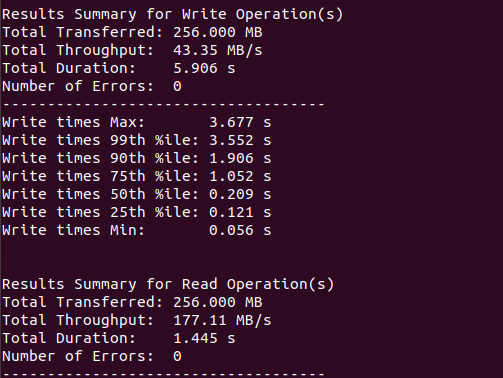 Results Summary for Write Operation(s)
Total Transferred: 256.000 MB
Total Throughput:  43.35 MB/s
Total Duration:    5.906 s
Number of Errors:  0
------------------------------------
Write times Max:       3.677 s
Write times 99th %ile: 3.552 s
Write times 90th %ile: 1.906 s
Write times 75th %ile: 1.052 s
Write times 50th %ile: 0.209 s
Write times 25th %ile: 0.121 s
Write times Min:       0.056 s
Results Summary for Read Operation(s)
Total Transferred: 256.000 MB
Total Throughput:  177.11 MB/s
Total Duration:    1.445 s
Number of Errors:  0
------------------------------------